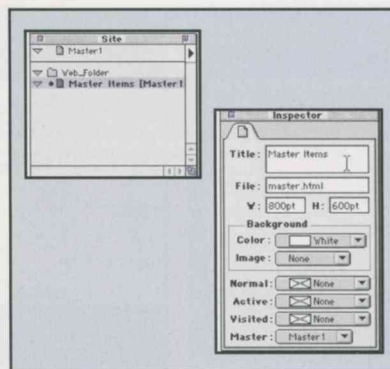 Site
Master1
Web_Folder
Master Items [Master1
Inspector
Title: Master Items
File: master.html
W: 800pt H: 600pt
Background
Color: White
Image: None
Normal: None
Active: None
Visited: None
Master: Master1